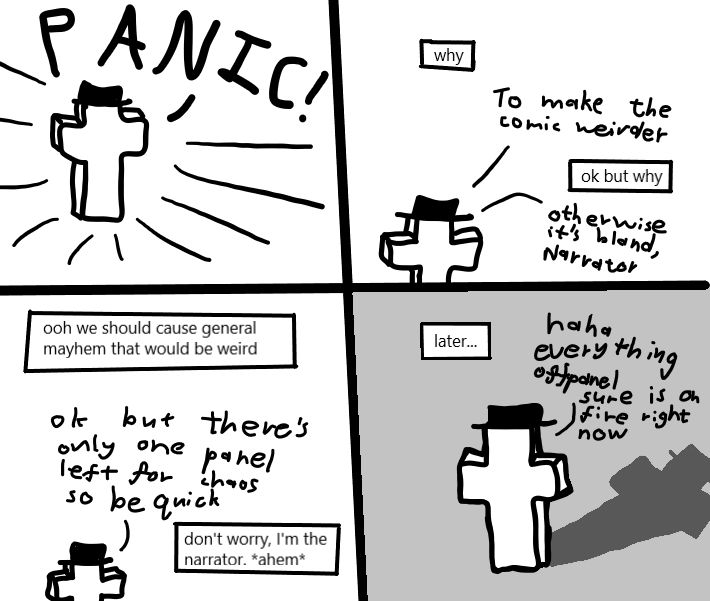 PANIC!
why
To make the
comic weirder
ok but why
otherwise
it's bland,
Narrator
ooh we should cause general
mayhem that would be weird
ok but there's
only one panel
left for chaos
so be quick
don't worry, I'm the
narrator. *ahem*
later...
haha
everything
offpanel
sure is on
fire right
now